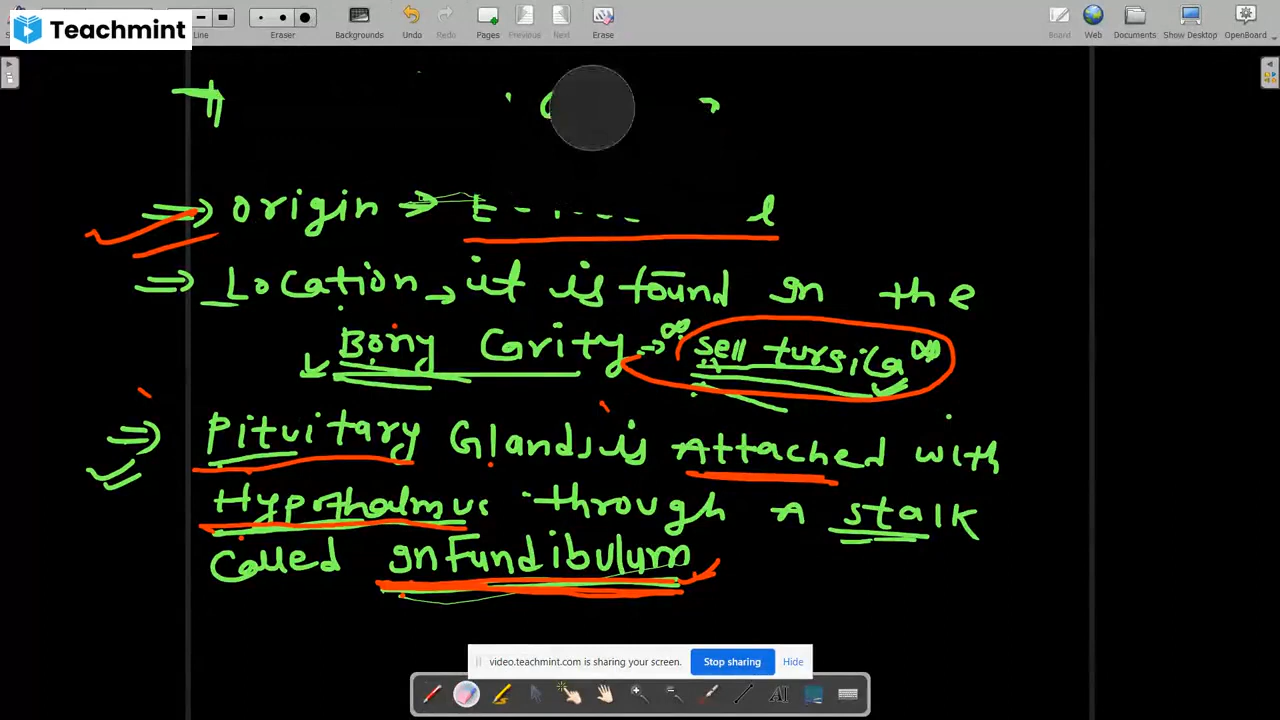 Teachmint
Line
Eraser
Backgrounds
Undo
Redo
Pages
Previous
Next
Erase
Board
Web
Documents
Show Desktop
OpenBoard
=> Origin →
=> Location → it is found in the
Bony Cavity → "sell tursica"
=> Pituitary Glands is Attached with
Hypothalmus through A stalk
Called Infundibulum
video.teachmint.com is sharing your screen. Stop sharing Hide